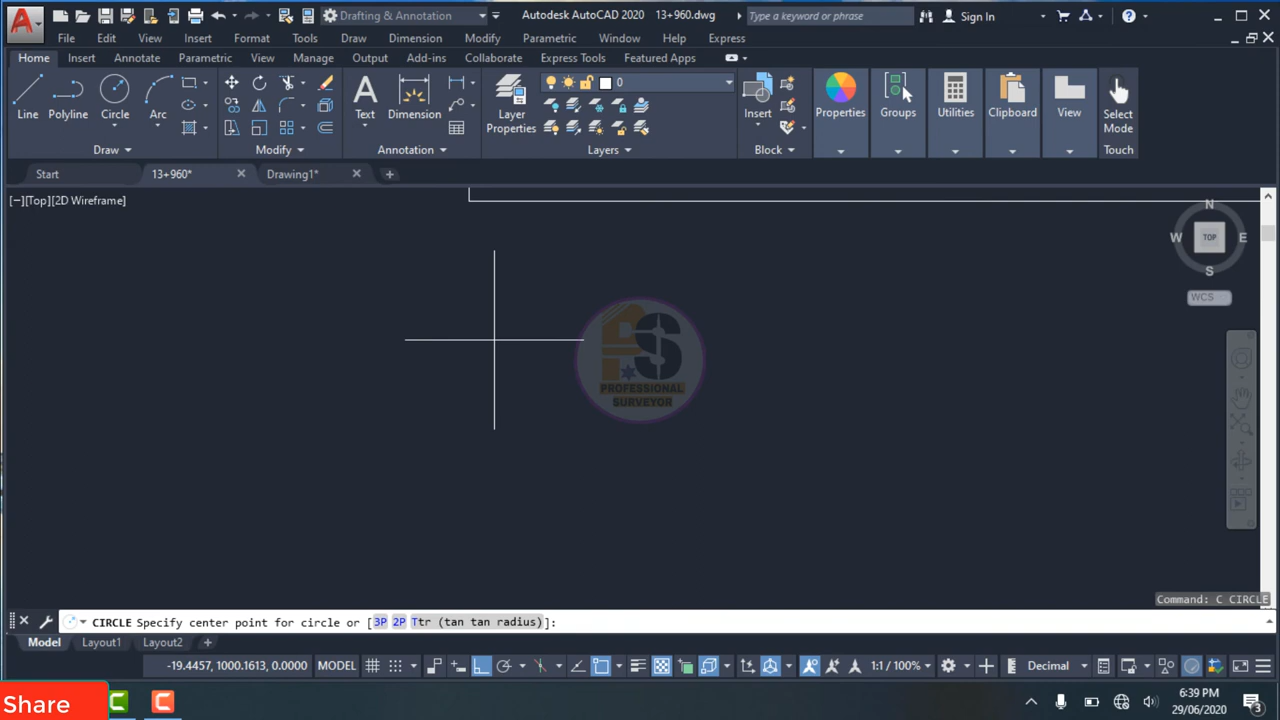 Drafting & Annotation
Autodesk AutoCAD 2020 13+960.dwg
Type a keyword or phrase
Sign In
File Edit View Insert Format Tools Draw Dimension Modify Parametric Window Help Express
Home Insert Annotate Parametric View Manage Output Add-ins Collaborate Express Tools Featured Apps
0
Line Polyline Circle Arc
Text Dimension
Layer Properties
Insert
Properties Groups Utilities Clipboard View
Select Mode
Draw Modify Annotation Layers Block Touch
Start 13+960* Drawing1*
[−][Top][2D Wireframe]
N
W TOP E
S
WCS
PROFESSIONAL
SURVEYOR
Command: C CIRCLE
CIRCLE Specify center point for circle or [3P 2P Ttr (tan tan radius)]:
Model Layout1 Layout2
-19.4457, 1000.1613, 0.0000 MODEL 1:1 / 100% Decimal
Share
6:39 PM
29/06/2020
3